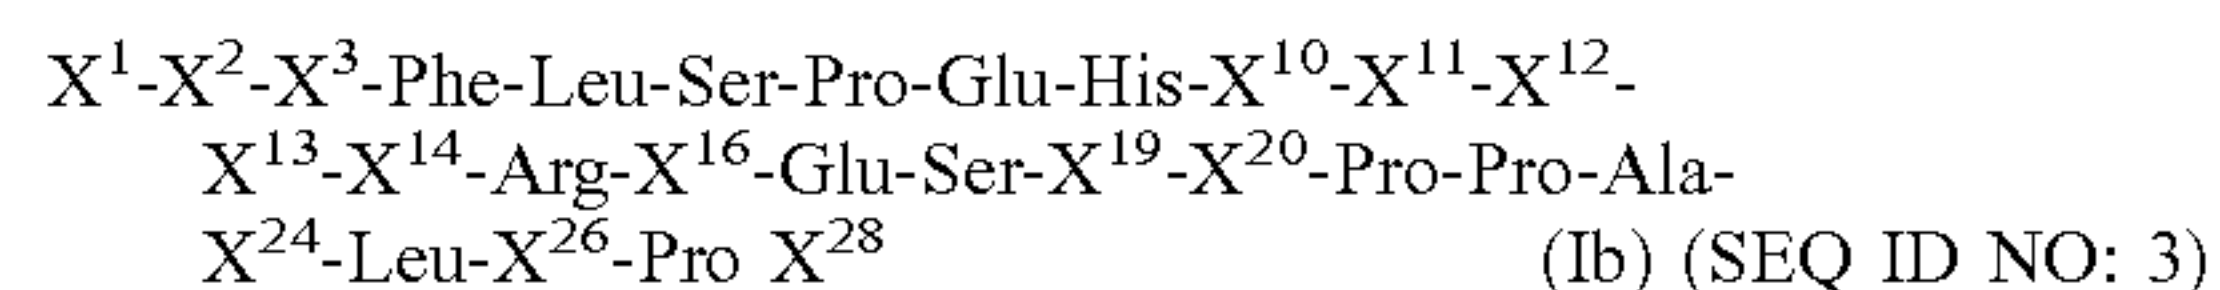 X¹-X²-X³-Phe-Leu-Ser-Pro-Glu-His-X¹⁰-X¹¹-X¹²-
X¹³-X¹⁴-Arg-X¹⁶-Glu-Ser-X¹⁹-X²⁰-Pro-Pro-Ala-
X²⁴-Leu-X²⁶-Pro X²⁸ (Ib) (SEQ ID NO: 3)